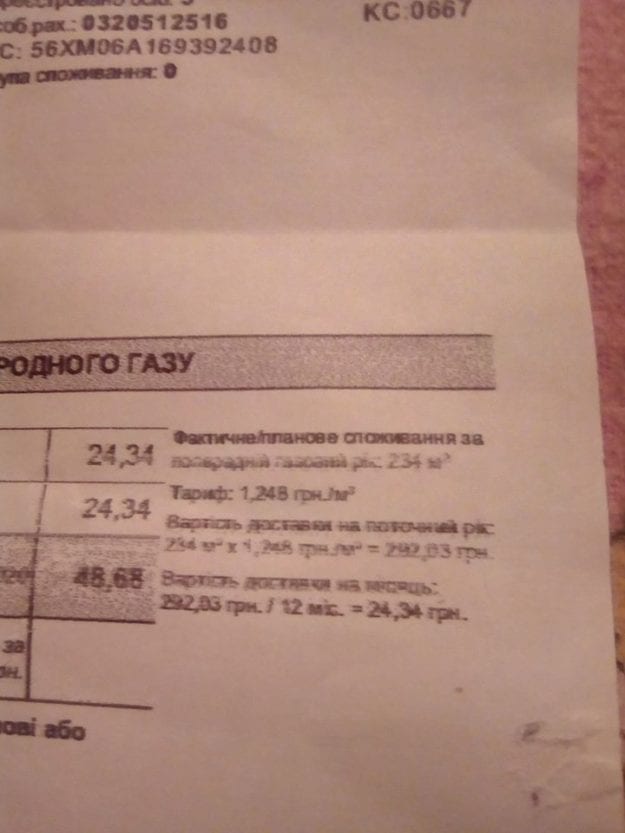 КС:0667
соб.рах.: 0320512516
С: 56XM06A169392408
упа споживання: 0
РОДНОГО ГАЗУ
24,34
24,34
48,68
за
рн.
Фактичне/планове споживання за
попередній газовий рік: 234 м³
Тариф: 1,248 грн./м³
Вартість доставки на поточний рік:
234 м³ x 1,248 грн./м³ = 292,03 грн.
Вартість доставки на місяць:
292,03 грн. / 12 міс. = 24,34 грн.
ові або